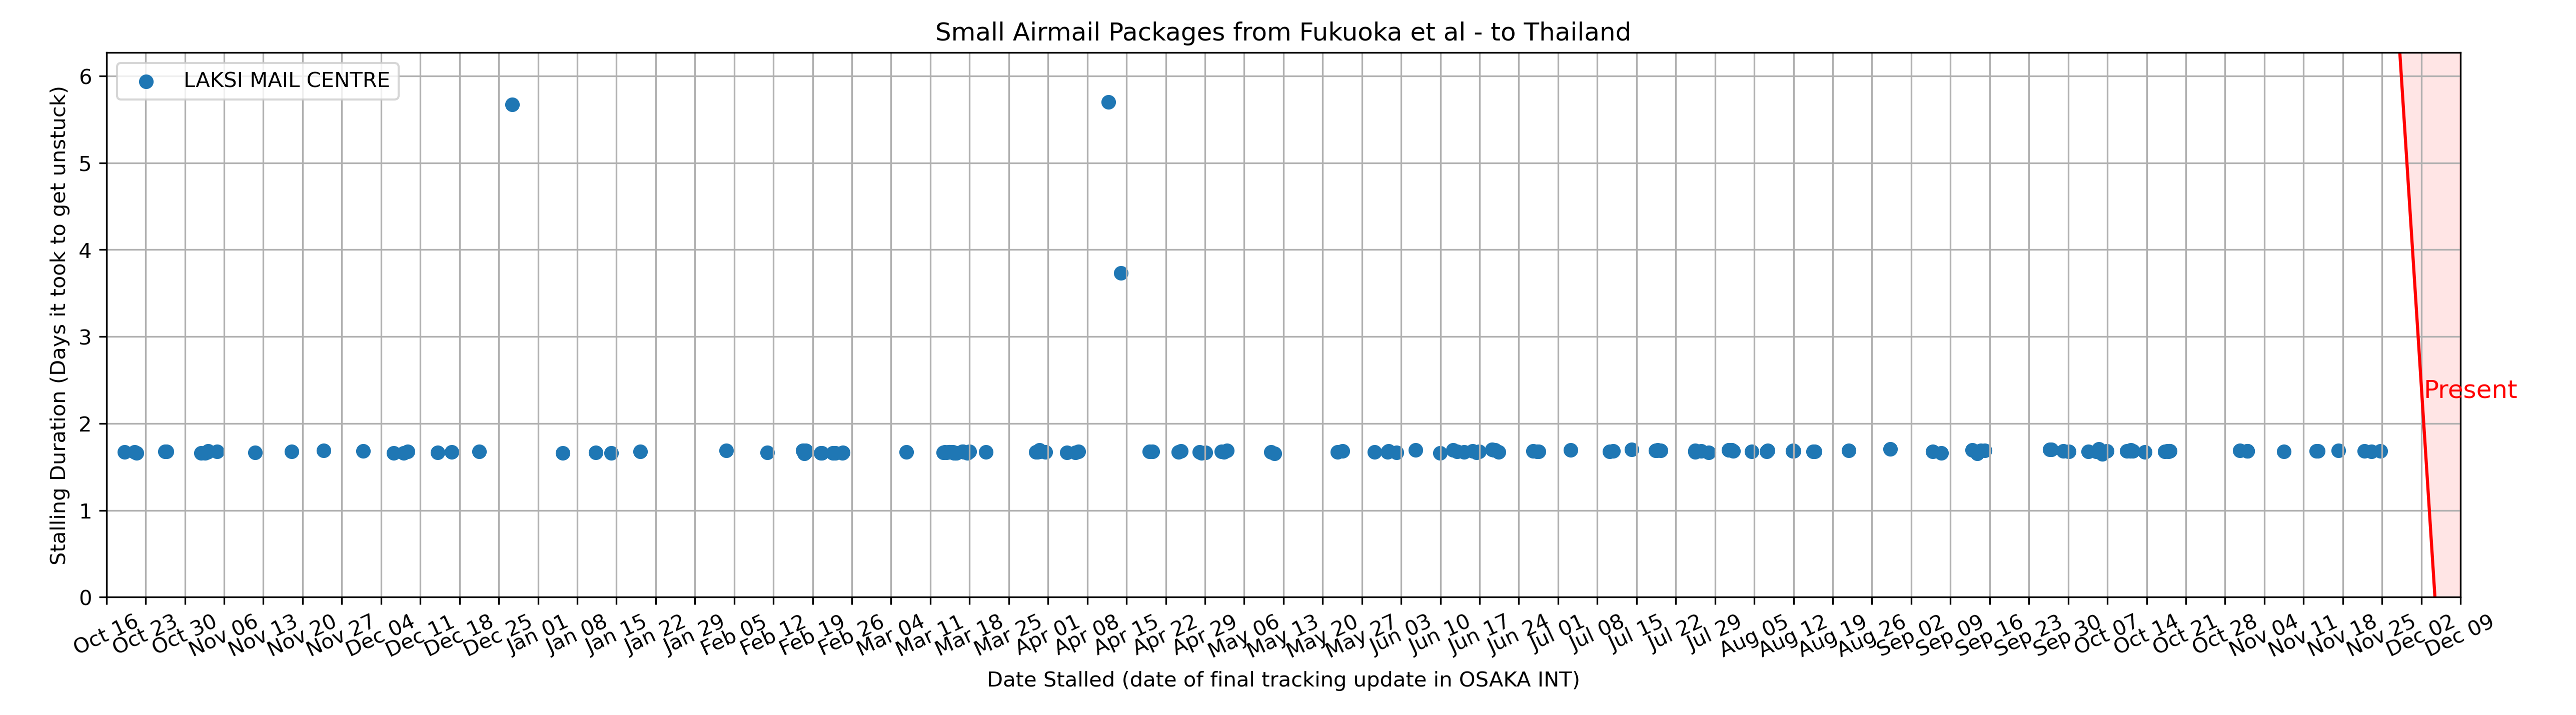 Small Airmail Packages from Fukuoka et al - to Thailand
LAKSI MAIL CENTRE
Stalling Duration (Days it took to get unstuck)
6
5
4
3
2
1
0
Present
Oct 16 Oct 23 Oct 30 Nov 06 Nov 13 Nov 20 Nov 27 Dec 04 Dec 11 Dec 18 Dec 25 Jan 01 Jan 08 Jan 15 Jan 22 Jan 29 Feb 05 Feb 12 Feb 19 Feb 26 Mar 04 Mar 11 Mar 18 Mar 25 Apr 01 Apr 08 Apr 15 Apr 22 Apr 29 May 06 May 13 May 20 May 27 Jun 03 Jun 10 Jun 17 Jun 24 Jul 01 Jul 08 Jul 15 Jul 22 Jul 29 Aug 05 Aug 12 Aug 19 Aug 26 Sep 02 Sep 09 Sep 16 Sep 23 Sep 30 Oct 07 Oct 14 Oct 21 Oct 28 Nov 04 Nov 11 Nov 18 Nov 25 Dec 02 Dec 09
Date Stalled (date of final tracking update in OSAKA INT)